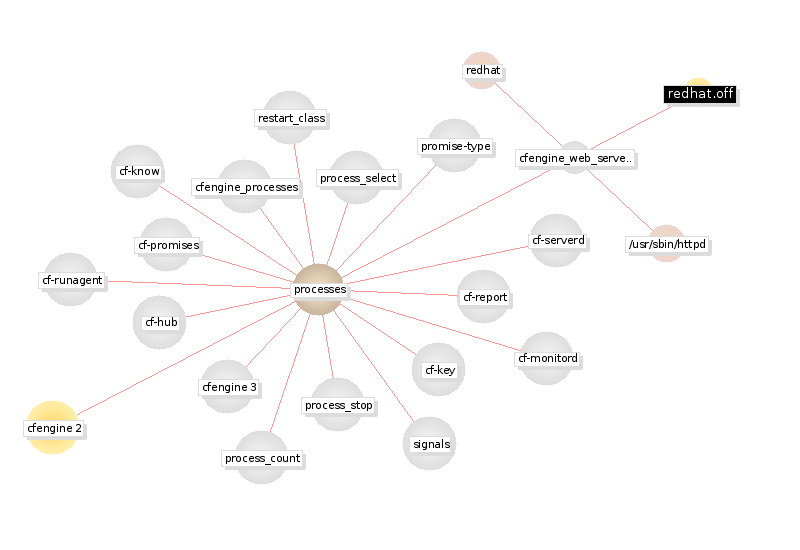 redhat
redhat.off
restart_class
promise-type
cfengine_web_serve..
cf-know
process_select
cfengine_processes
cf-promises
cf-serverd
/usr/sbin/httpd
cf-runagent
processes
cf-report
cf-hub
cf-monitord
cf-key
cfengine 3
process_stop
cfengine 2
signals
process_count